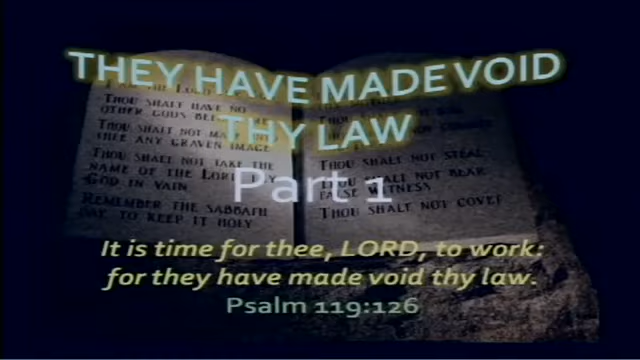 THEY HAVE MADE VOID
THY LAW
Part 1
It is time for thee, LORD, to work:
for they have made void thy law.
Psalm 119:126
THE LORD
THOU SHALT HAVE NO
OTHER GODS
THOU SHALT NOT
THEE ANY GRAVEN IMAGE
THOU SHALT NOT TAKE THE
NAME OF THE LORD THY
GOD IN VAIN
REMEMBER THE SABBATH
DAY TO KEEP IT HOLY
THOU SHALT NOT STEAL
THOU SHALT NOT BEAR
FALSE WITNESS
THOU SHALT NOT COVET